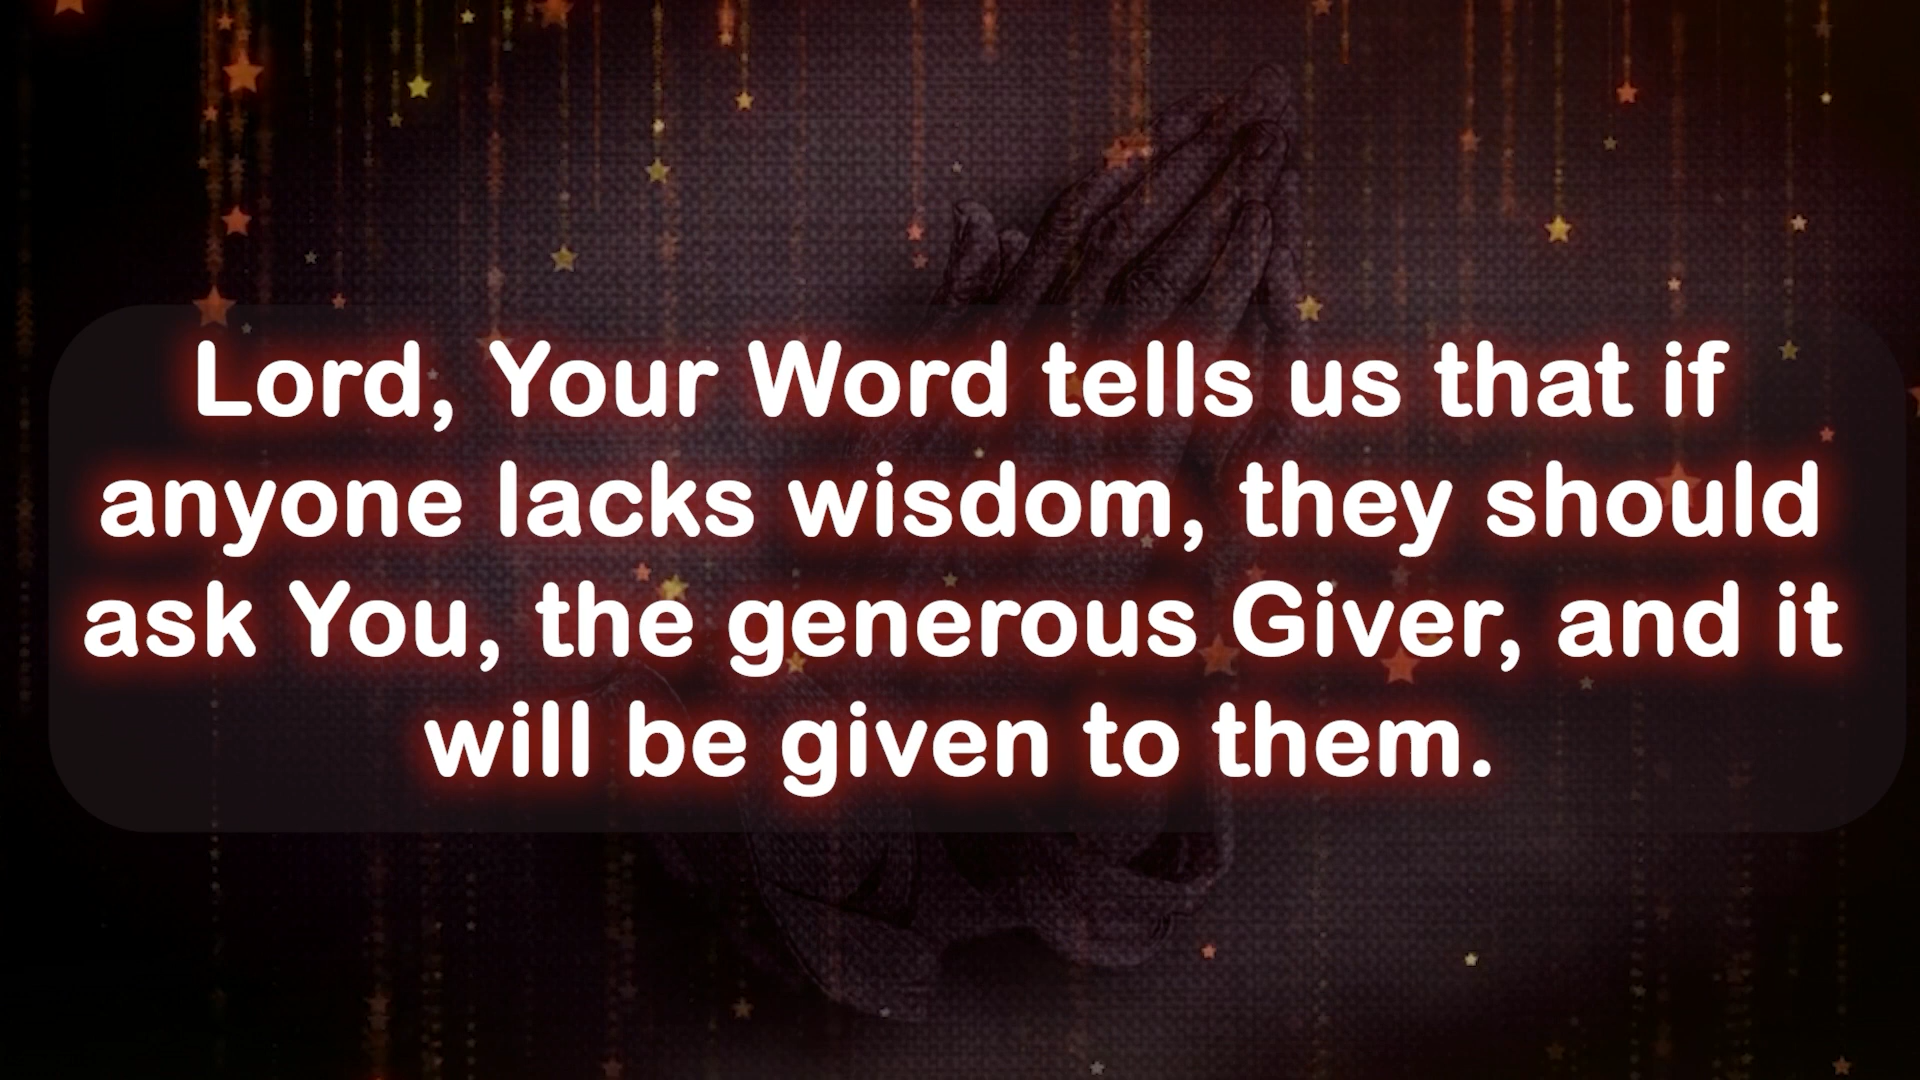 Lord, Your Word tells us that if
anyone lacks wisdom, they should
ask You, the generous Giver, and it
will be given to them.